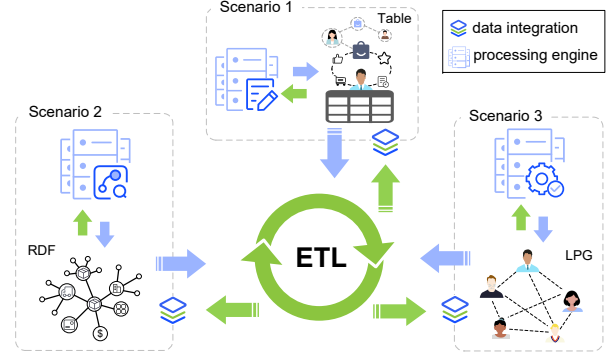 Scenario 1
Table
data integration
processing engine
Scenario 2
Scenario 3
RDF
ETL
LPG
$